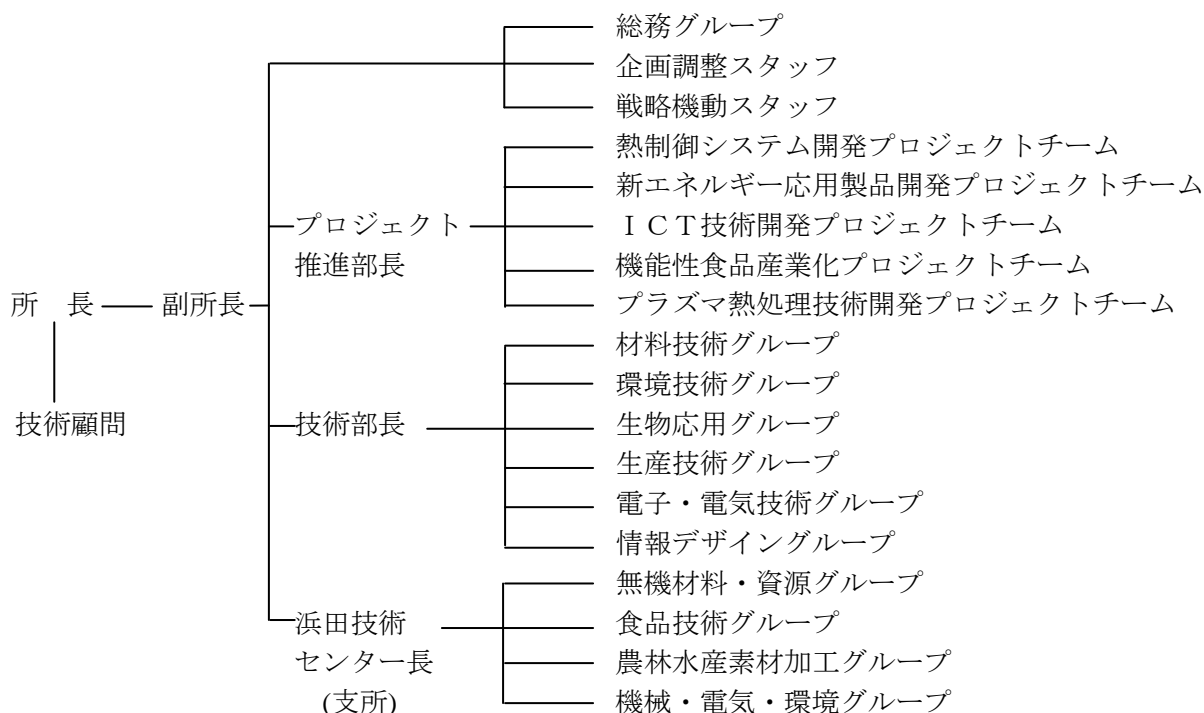 総務グループ
企画調整スタッフ
戦略機動スタッフ
熱制御システム開発プロジェクトチーム
新エネルギー応用製品開発プロジェクトチーム
プロジェクト
推進部長
ＩＣＴ技術開発プロジェクトチーム
機能性食品産業化プロジェクトチーム
所　長
副所長
プラズマ熱処理技術開発プロジェクトチーム
材料技術グループ
環境技術グループ
技術顧問
技術部長
生物応用グループ
生産技術グループ
電子・電気技術グループ
情報デザイングループ
無機材料・資源グループ
浜田技術
センター長
(支所)
食品技術グループ
農林水産素材加工グループ
機械・電気・環境グループ